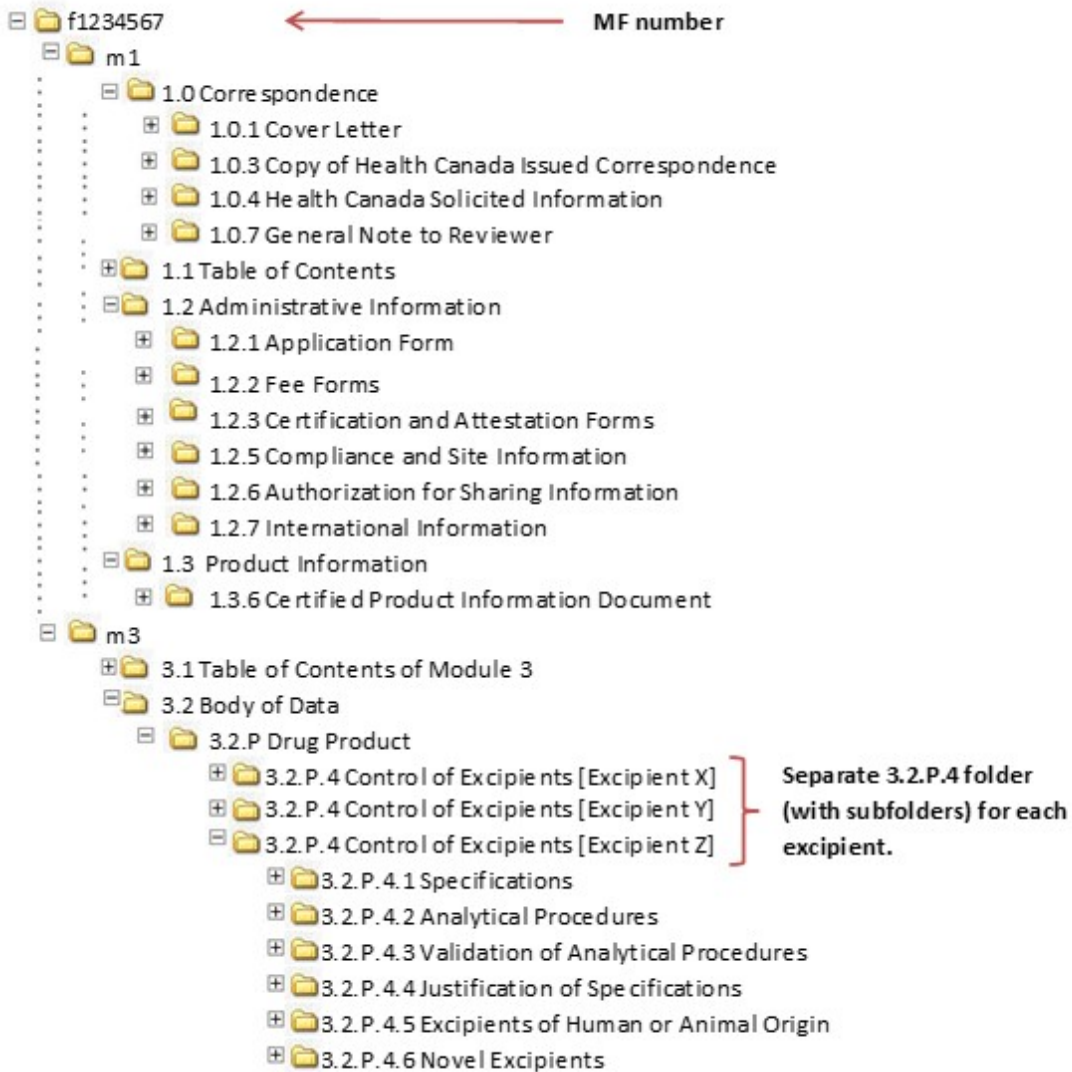 f1234567 MF number
m1
1.0 Correspondence
1.0.1 Cover Letter
1.0.3 Copy of Health Canada Issued Correspondence
1.0.4 Health Canada Solicited Information
1.0.7 General Note to Reviewer
1.1 Table of Contents
1.2 Administrative Information
1.2.1 Application Form
1.2.2 Fee Forms
1.2.3 Certification and Attestation Forms
1.2.5 Compliance and Site Information
1.2.6 Authorization for Sharing Information
1.2.7 International Information
1.3 Product Information
1.3.6 Certified Product Information Document
m3
3.1 Table of Contents of Module 3
3.2 Body of Data
3.2.P Drug Product
3.2.P.4 Control of Excipients [Excipient X]
3.2.P.4 Control of Excipients [Excipient Y]
3.2.P.4 Control of Excipients [Excipient Z]
Separate 3.2.P.4 folder
(with subfolders) for each
excipient.
3.2.P.4.1 Specifications
3.2.P.4.2 Analytical Procedures
3.2.P.4.3 Validation of Analytical Procedures
3.2.P.4.4 Justification of Specifications
3.2.P.4.5 Excipients of Human or Animal Origin
3.2.P.4.6 Novel Excipients